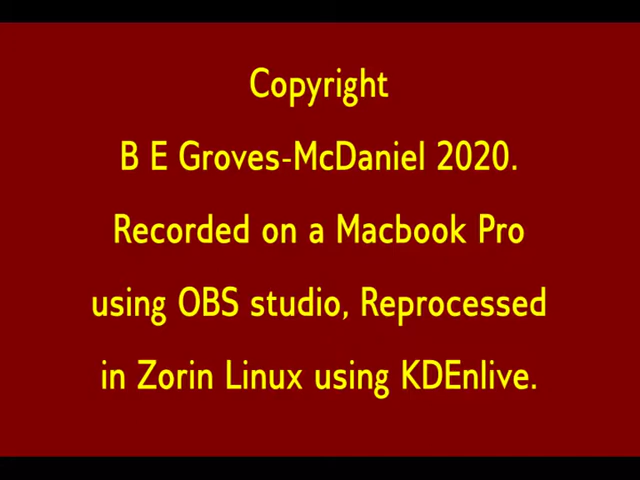 Copyright
B E Groves-McDaniel 2020.
Recorded on a Macbook Pro
using OBS studio, Reprocessed
in Zorin Linux using KDEnlive.